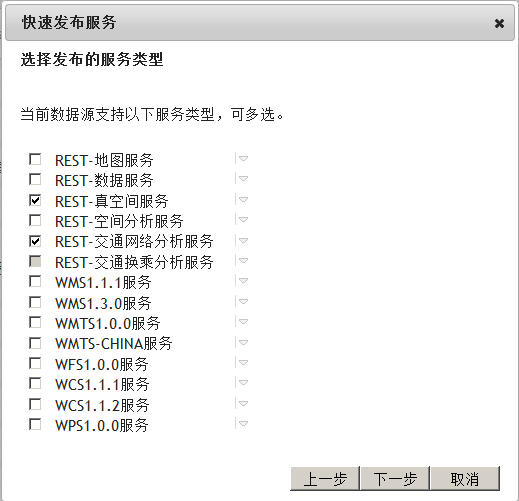 快速发布服务
选择发布的服务类型
当前数据源支持以下服务类型，可多选。
REST-地图服务
REST-数据服务
REST-真空间服务
REST-空间分析服务
REST-交通网络分析服务
REST-交通换乘分析服务
WMS1.1.1服务
WMS1.3.0服务
WMTS1.0.0服务
WMTS-CHINA服务
WFS1.0.0服务
WCS1.1.1服务
WCS1.1.2服务
WPS1.0.0服务
上一步 下一步 取消